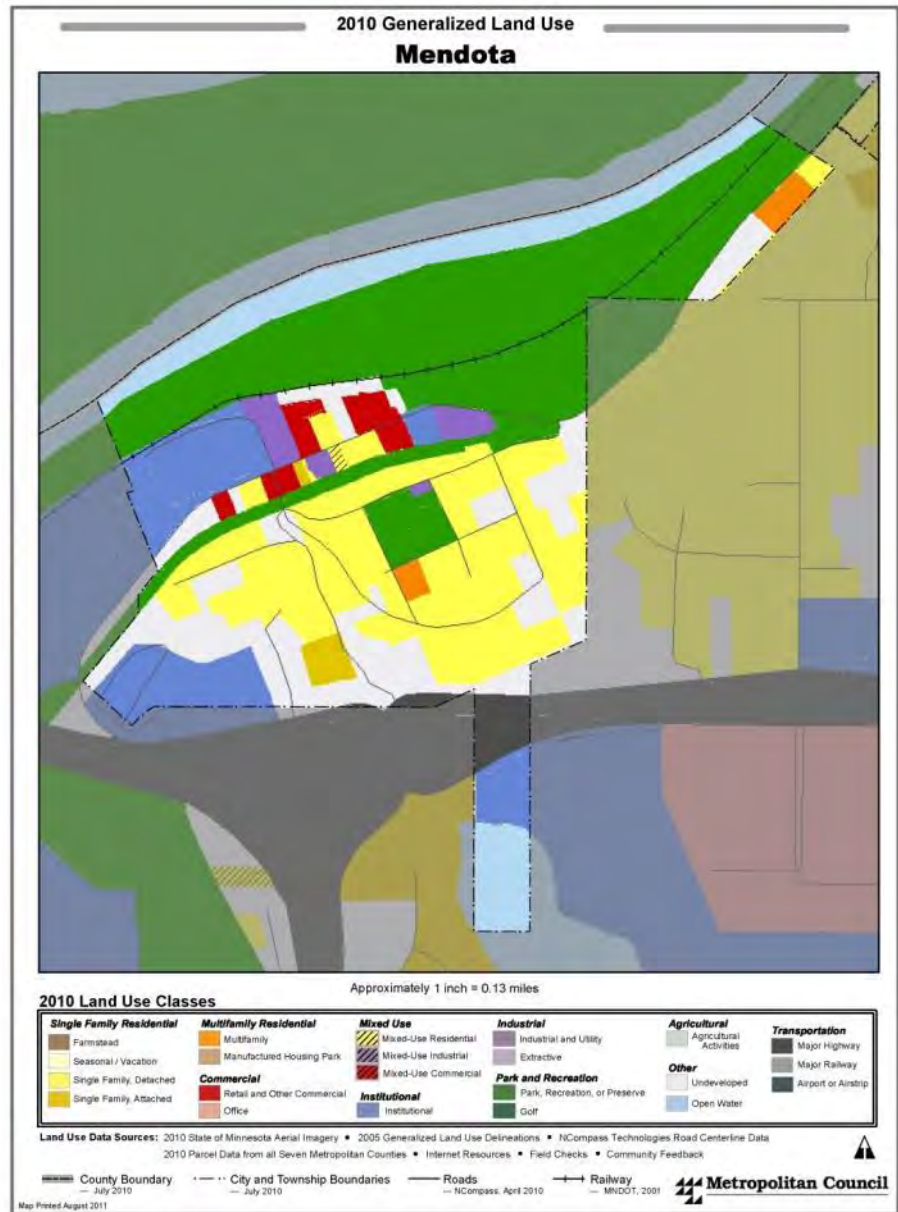 2010 Generalized Land Use
Mendota
Approximately 1 inch = 0.13 miles
2010 Land Use Classes
Single Family Residential
Farmstead
Seasonal / Vacation
Single Family, Detached
Single Family, Attached
Multifamily Residential
Multifamily
Manufactured Housing Park
Commercial
Retail and Other Commercial
Office
Mixed Use
Mixed-Use Residential
Mixed-Use Industrial
Mixed-Use Commercial
Institutional
Institutional
Industrial
Industrial and Utility
Extractive
Park and Recreation
Park, Recreation, or Preserve
Golf
Agricultural
Agricultural
Activities
Other
Undeveloped
Open Water
Transportation
Major Highway
Major Railway
Airport or Airstrip
Land Use Data Sources: 2010 State of Minnesota Aerial Imagery • 2005 Generalized Land Use Delineations • NCompass Technologies Road Centerline Data
2010 Parcel Data from all Seven Metropolitan Counties • Internet Resources • Field Checks • Community Feedback
County Boundary
— July 2010
City and Township Boundaries
— July 2010
Roads
— NCompass, April 2010
Railway
— MNDOT, 2001
Metropolitan Council
Map Printed August 2011